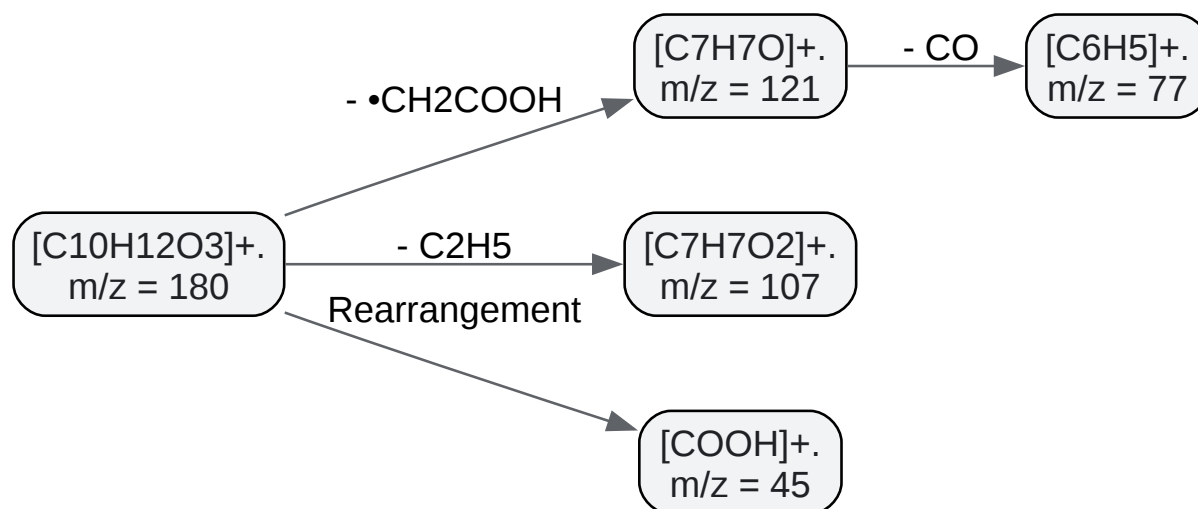 [C7H7O]+.
m/z = 121
- CO
[C6H5]+.
m/z = 77
- •CH2COOH
[C10H12O3]+.
m/z = 180
- C2H5
[C7H7O2]+.
m/z = 107
Rearrangement
[COOH]+.
m/z = 45